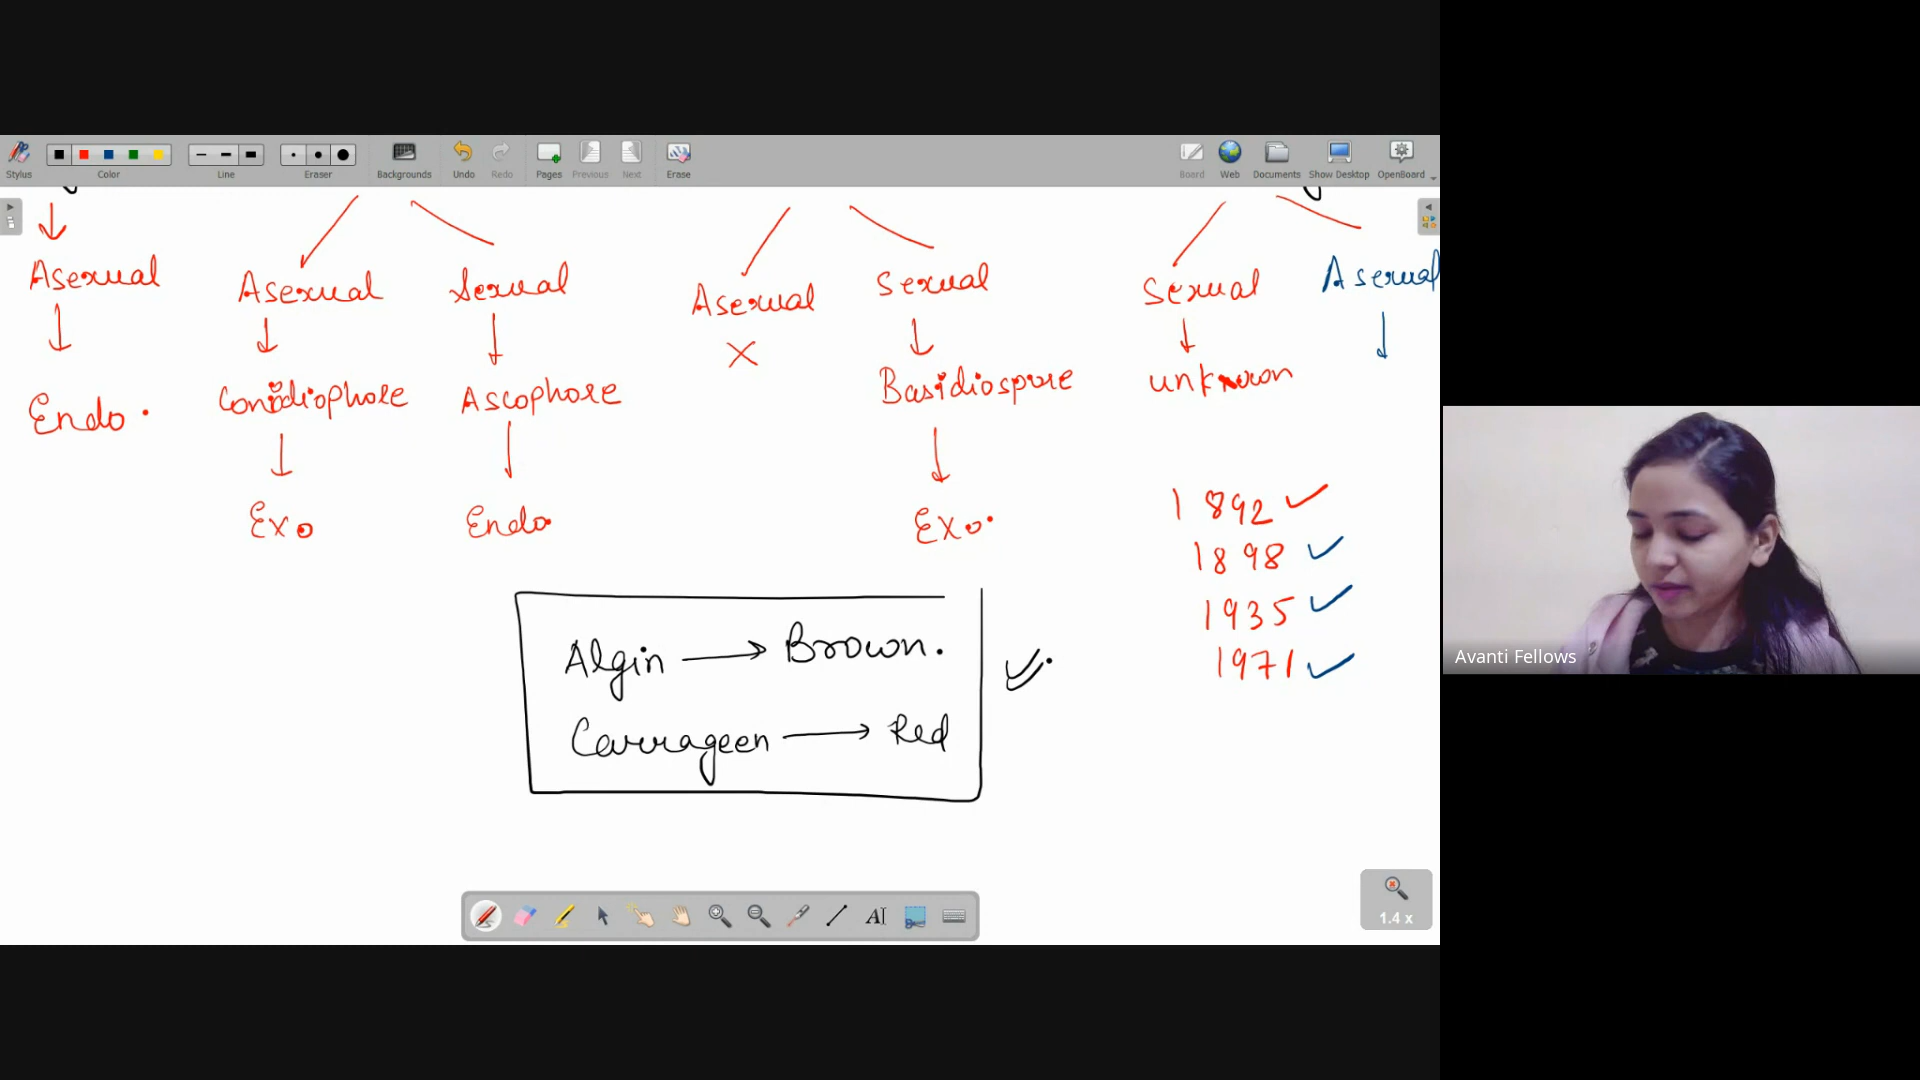 Stylus Color Line Eraser Backgrounds Undo Redo Pages Previous Next Erase Board Web Documents Show Desktop OpenBoard
Asexual Asexual Sexual Asexual Sexual Sexual Asexual
X
Endo. Conidiophore Ascophore Basidiospore unknown
Exo Endo Exo.
1892 ✓
1898 ✓
1935 ✓
1971 ✓
Algin → Brown.
Carrageen → Red
Avanti Fellows
AI
1.4 x